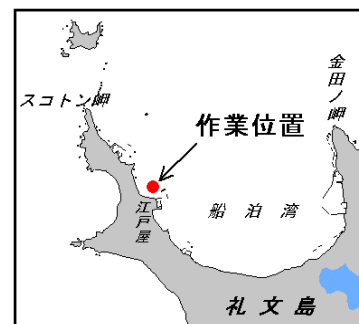 スコトン岬
金田ノ岬
作業位置
江戸屋
船泊湾
礼文島